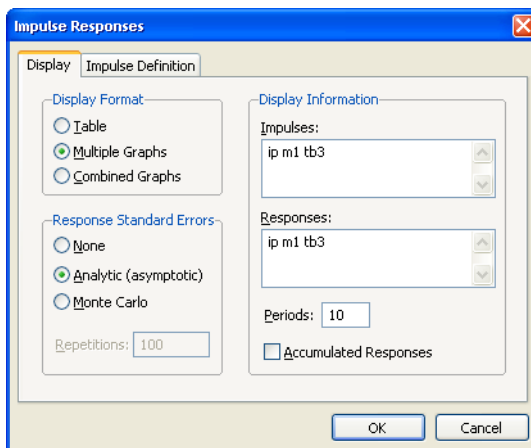 Impulse Responses
Display
Impulse Definition
Display Format
Table
Multiple Graphs
Combined Graphs
Response Standard Errors
None
Analytic (asymptotic)
Monte Carlo
Repetitions: 100
Display Information
Impulses:
ip m1 tb3
Responses:
ip m1 tb3
Periods: 10
Accumulated Responses
OK
Cancel